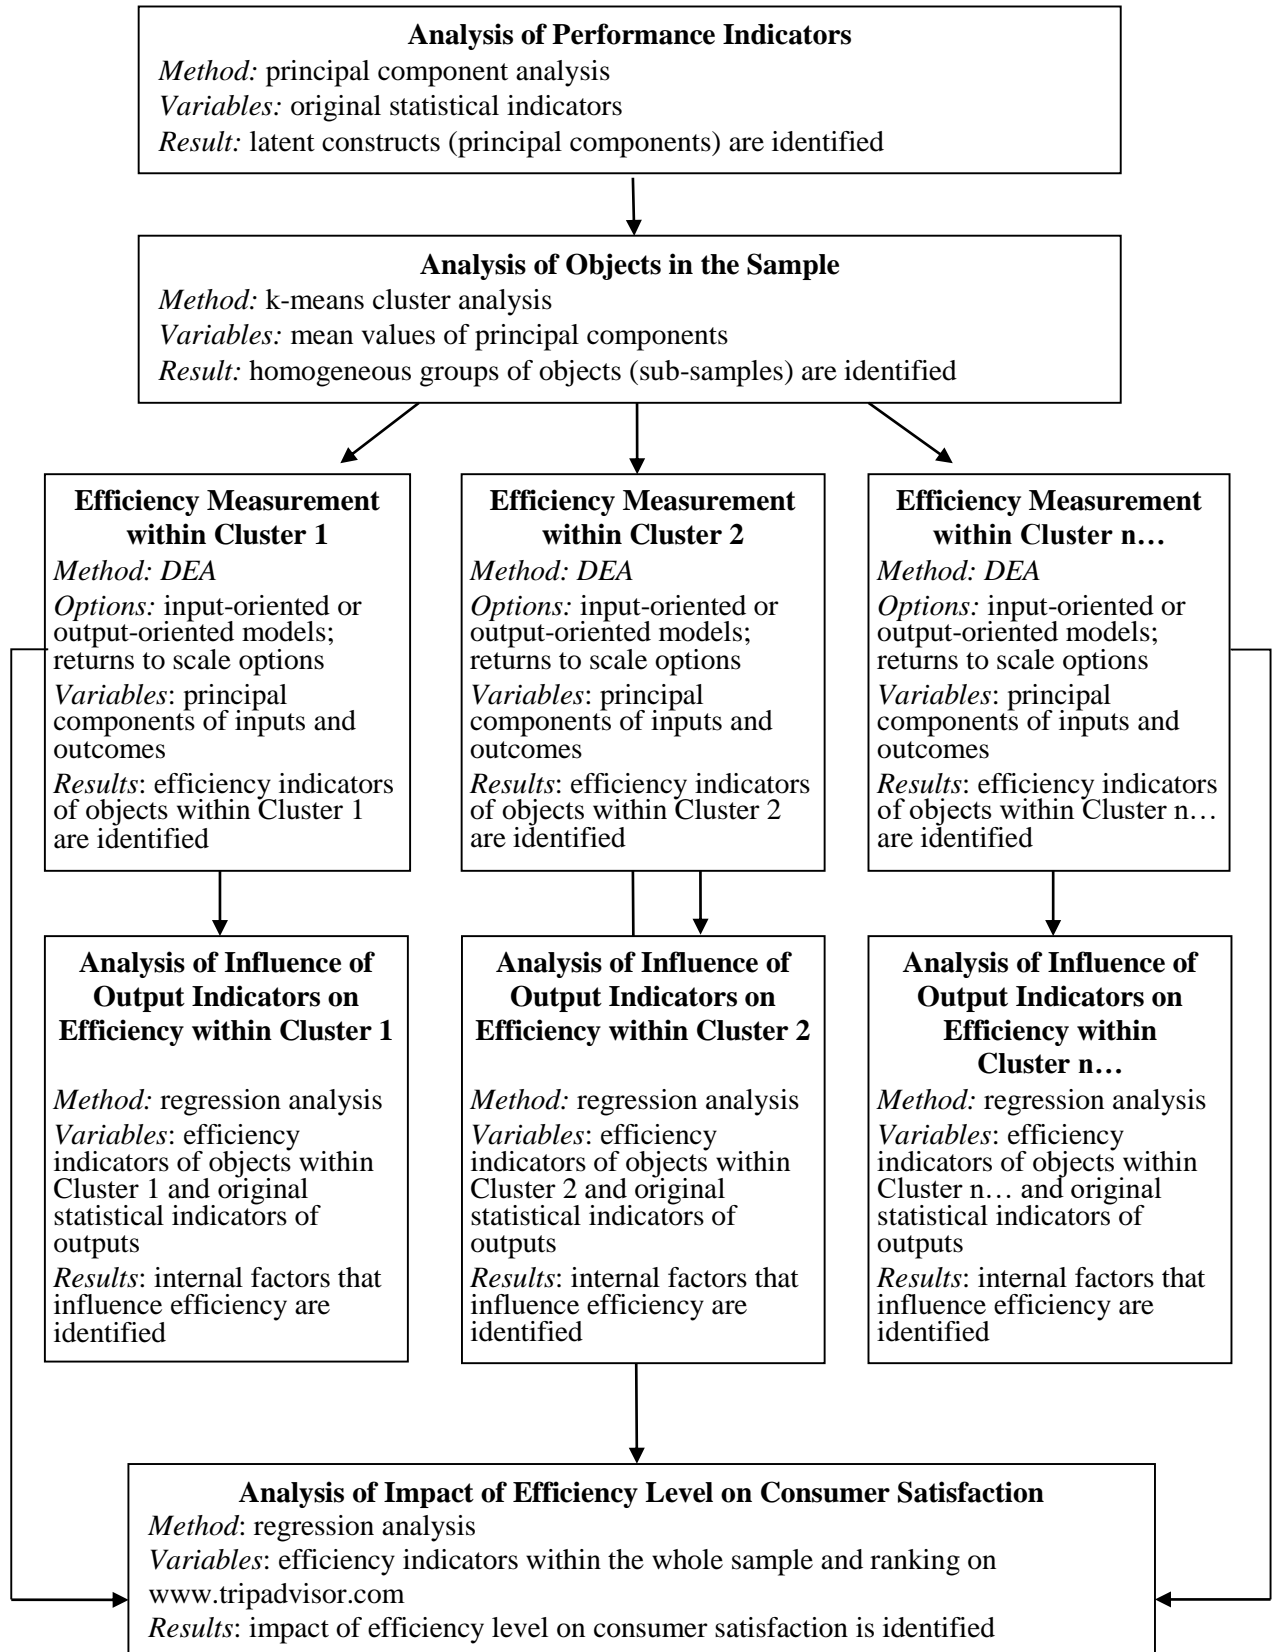 Analysis of Performance Indicators
Method: principal component analysis
Variables: original statistical indicators
Result: latent constructs (principal components) are identified
Analysis of Objects in the Sample
Method: k-means cluster analysis
Variables: mean values of principal components
Result: homogeneous groups of objects (sub-samples) are identified
Efficiency Measurement
within Cluster 1
Method: DEA
Options: input-oriented or
output-oriented models;
returns to scale options
Variables: principal
components of inputs and
outcomes
Results: efficiency indicators
of objects within Cluster 1
are identified
Efficiency Measurement
within Cluster 2
Method: DEA
Options: input-oriented or
output-oriented models;
returns to scale options
Variables: principal
components of inputs and
outcomes
Results: efficiency indicators
of objects within Cluster 2
are identified
Efficiency Measurement
within Cluster n…
Method: DEA
Options: input-oriented or
output-oriented models;
returns to scale options
Variables: principal
components of inputs and
outcomes
Results: efficiency indicators
of objects within Cluster n…
are identified
Analysis of Influence of
Output Indicators on
Efficiency within Cluster 1
Method: regression analysis
Variables: efficiency
indicators of objects within
Cluster 1 and original
statistical indicators of
outputs
Results: internal factors that
influence efficiency are
identified
Analysis of Influence of
Output Indicators on
Efficiency within Cluster 2
Method: regression analysis
Variables: efficiency
indicators of objects within
Cluster 2 and original
statistical indicators of
outputs
Results: internal factors that
influence efficiency are
identified
Analysis of Influence of
Output Indicators on
Efficiency within
Cluster n…
Method: regression analysis
Variables: efficiency
indicators of objects within
Cluster n… and original
statistical indicators of
outputs
Results: internal factors that
influence efficiency are
identified
Analysis of Impact of Efficiency Level on Consumer Satisfaction
Method: regression analysis
Variables: efficiency indicators within the whole sample and ranking on
www.tripadvisor.com
Results: impact of efficiency level on consumer satisfaction is identified